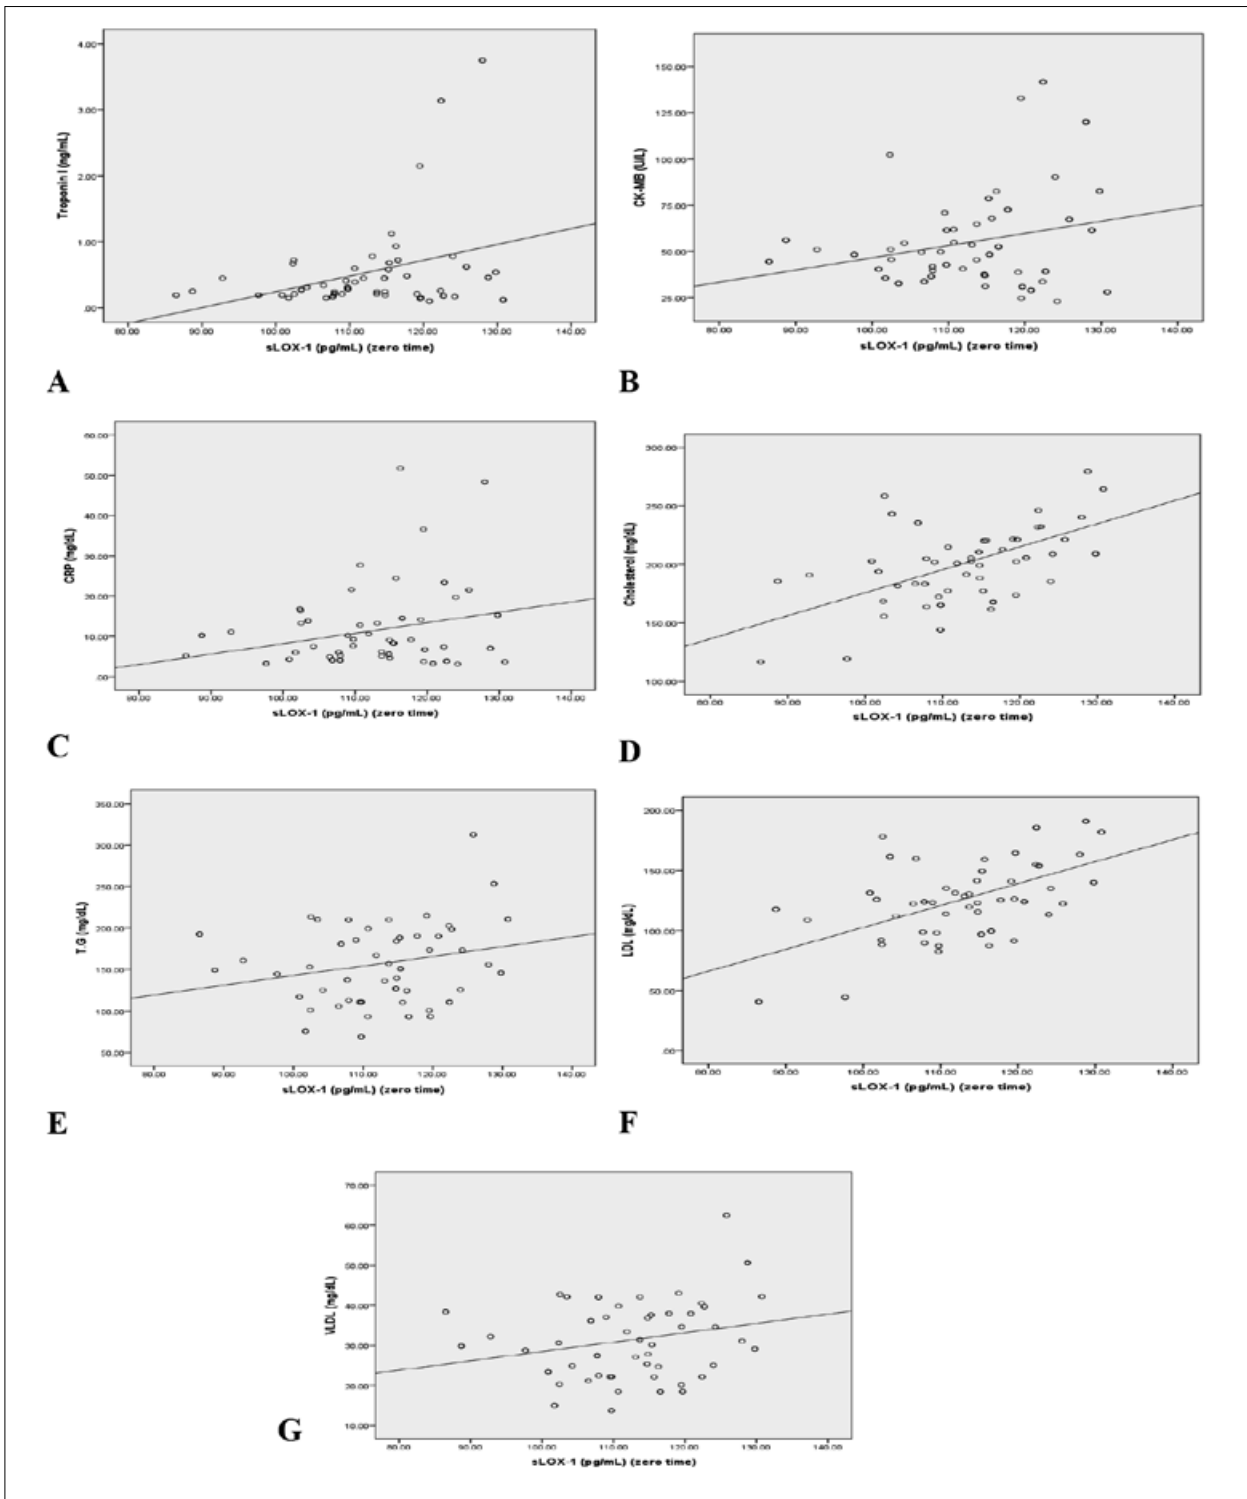 4.00
3.00
2.00
1.00
.00
Troponin I (ng/mL)
80.00 90.00 100.00 110.00 120.00 130.00 140.00
sLOX-1 (pg/mL) (zero time)
A
150.00
125.00
100.00
75.00
50.00
25.00
CK-MB (U/L)
80.00 90.00 100.00 110.00 120.00 130.00 140.00
sLOX-1 (pg/mL) (zero time)
B
60.00
50.00
40.00
30.00
20.00
10.00
.00
CRP (mg/dL)
80.00 90.00 100.00 110.00 120.00 130.00 140.00
sLOX-1 (pg/mL) (zero time)
C
300.00
250.00
200.00
150.00
100.00
Cholesterol (mg/dL)
80.00 90.00 100.00 110.00 120.00 130.00 140.00
sLOX-1 (pg/mL) (zero time)
D
350.00
300.00
250.00
200.00
150.00
100.00
50.00
T.G (mg/dL)
80.00 90.00 100.00 110.00 120.00 130.00 140.00
sLOX-1 (pg/mL) (zero time)
E
200.00
150.00
100.00
50.00
.00
LDL (mg/dL)
80.00 90.00 100.00 110.00 120.00 130.00 140.00
sLOX-1 (pg/mL) (zero time)
F
70.00
60.00
50.00
40.00
30.00
20.00
10.00
VLDL (mg/dL)
80.00 90.00 100.00 110.00 120.00 130.00 140.00
sLOX-1 (pg/mL) (zero time)
G